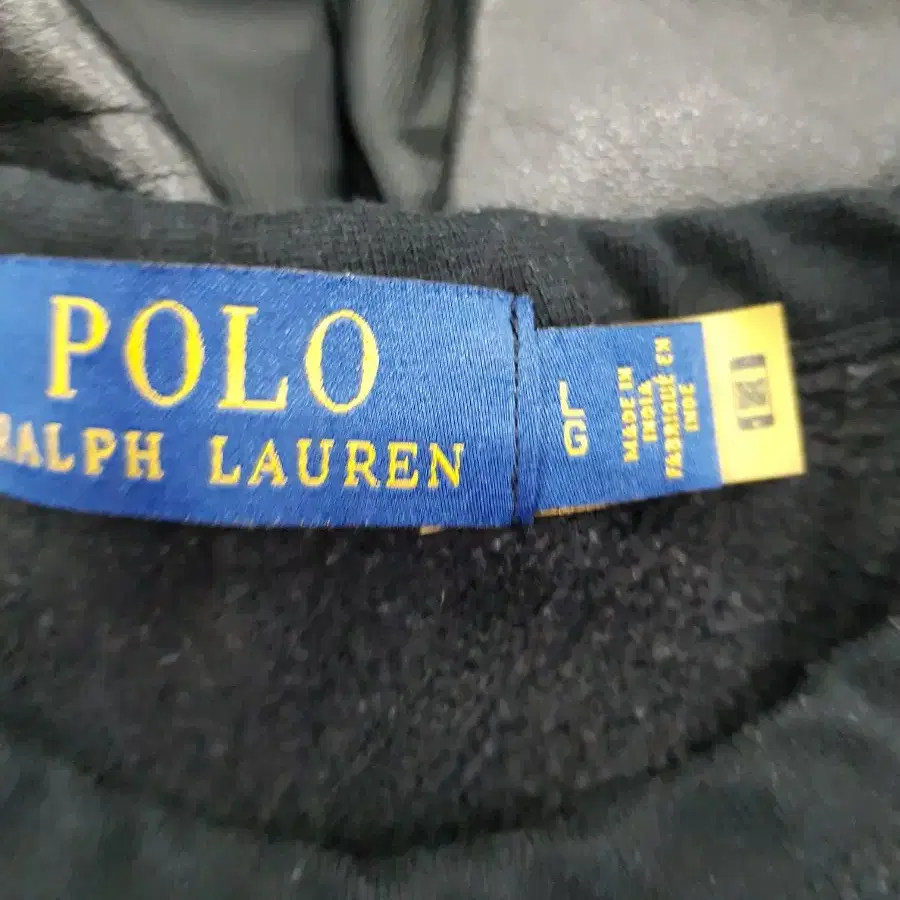 POLO
RALPH LAUREN
L
G
MADE IN
INDIA
FABRIQUÉ EN
INDE